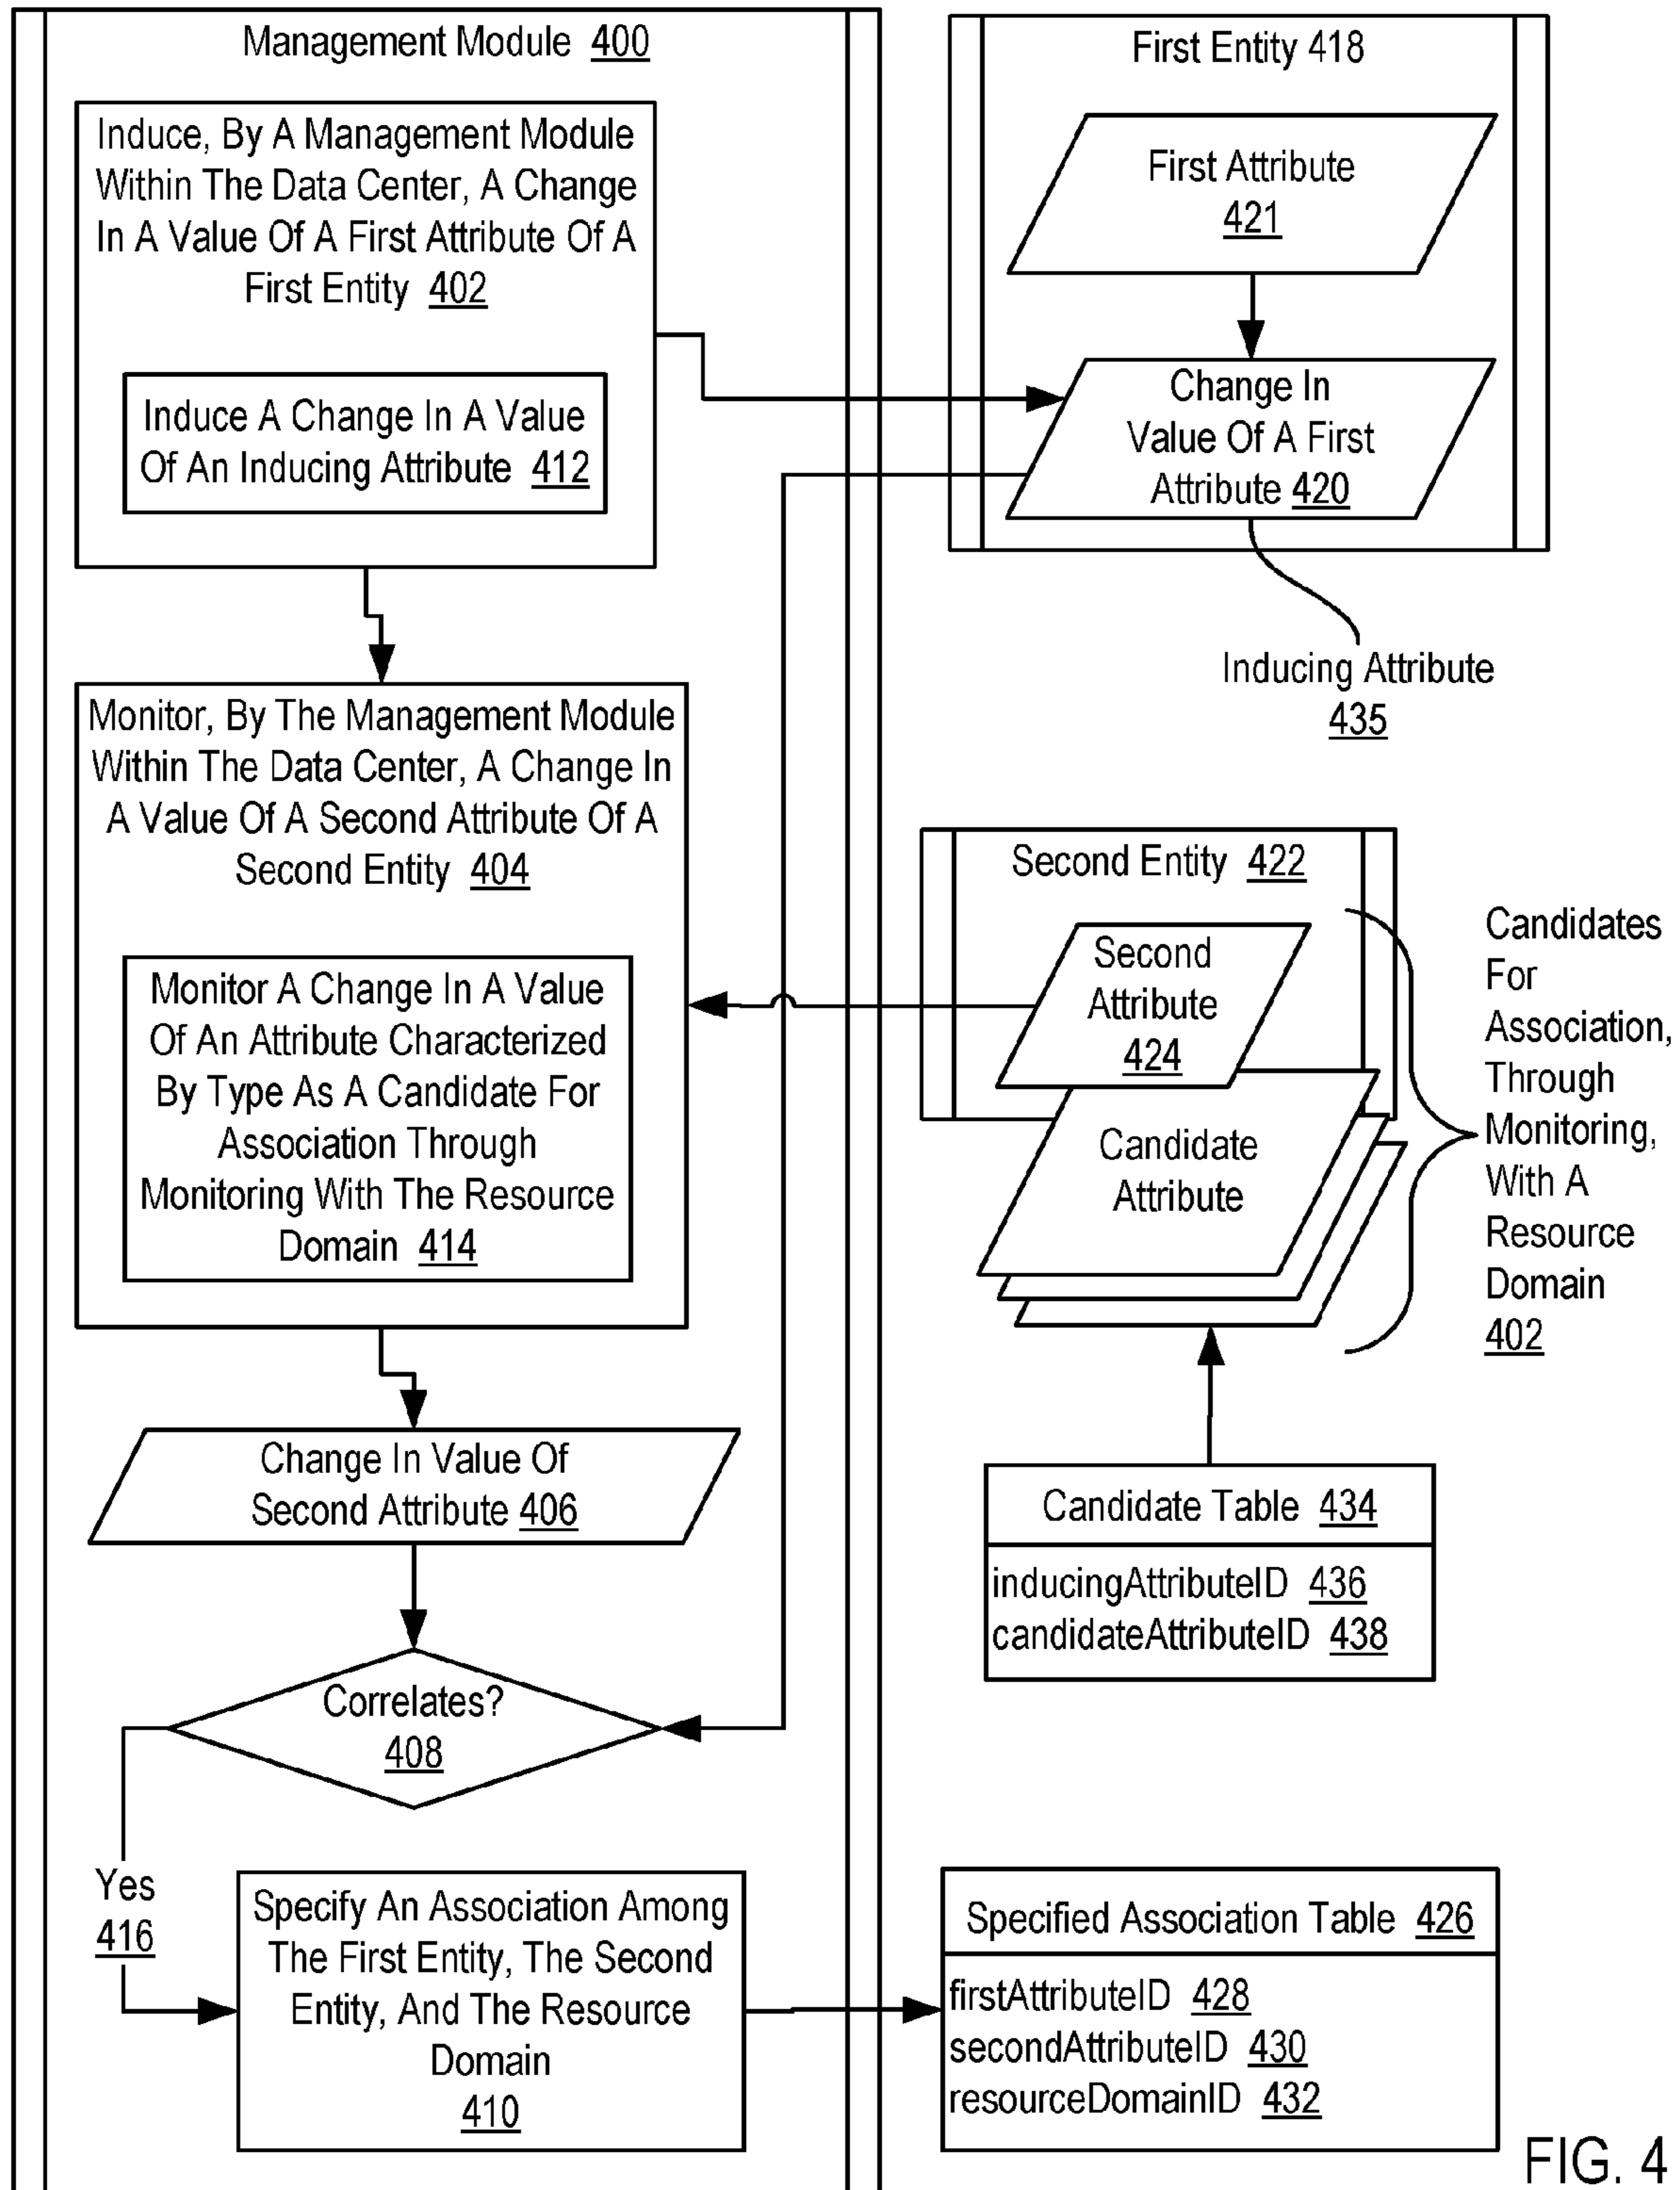 Management Module 400
Induce, By A Management Module
Within The Data Center, A Change
In A Value Of A First Attribute Of A
First Entity 402
Induce A Change In A Value
Of An Inducing Attribute 412
First Entity 418
First Attribute
421
Change In
Value Of A First
Attribute 420
Inducing Attribute
435
Monitor, By The Management Module
Within The Data Center, A Change In
A Value Of A Second Attribute Of A
Second Entity 404
Monitor A Change In A Value
Of An Attribute Characterized
By Type As A Candidate For
Association Through
Monitoring With The Resource
Domain 414
Second Entity 422
Second
Attribute
424
Candidate
Attribute
Candidates
For
Association,
Through
Monitoring,
With A
Resource
Domain
402
Change In Value Of
Second Attribute 406
Candidate Table 434
inducingAttributeID 436
candidateAttributeID 438
Correlates?
408
Yes
416
Specify An Association Among
The First Entity, The Second
Entity, And The Resource
Domain
410
Specified Association Table 426
firstAttributeID 428
secondAttributeID 430
resourceDomainID 432
FIG. 4